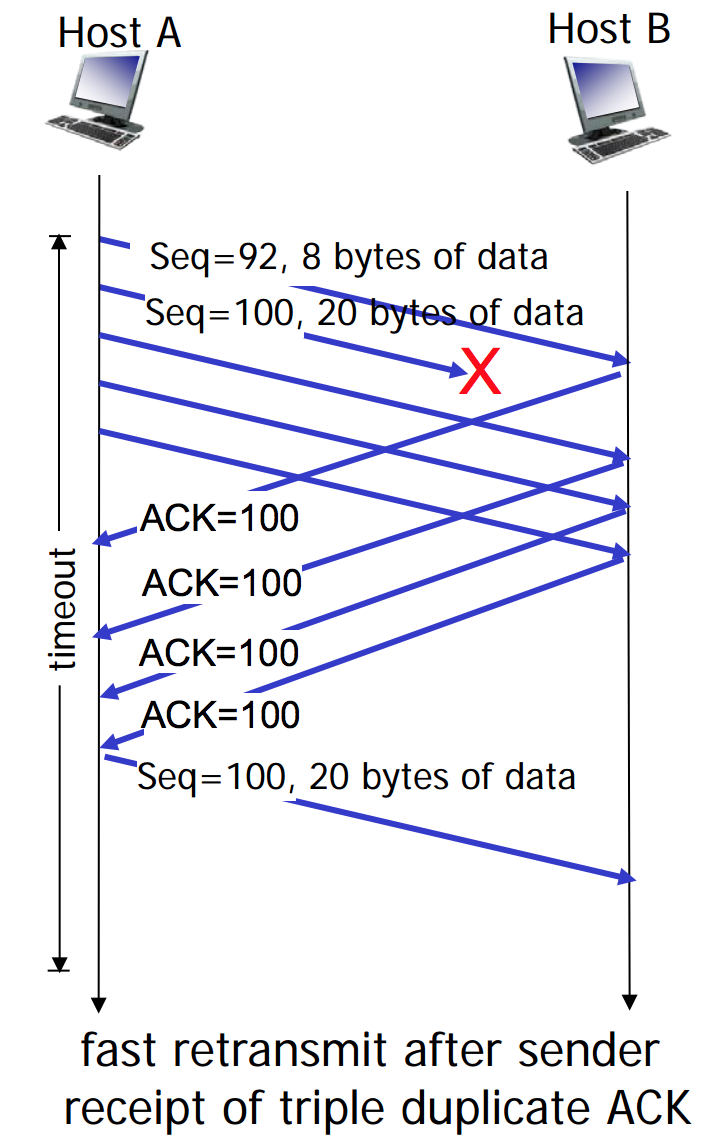 Host A
Host B
Seq=92, 8 bytes of data
Seq=100, 20 bytes of data
X
ACK=100
ACK=100
timeout
ACK=100
ACK=100
Seq=100, 20 bytes of data
fast retransmit after sender
receipt of triple duplicate ACK